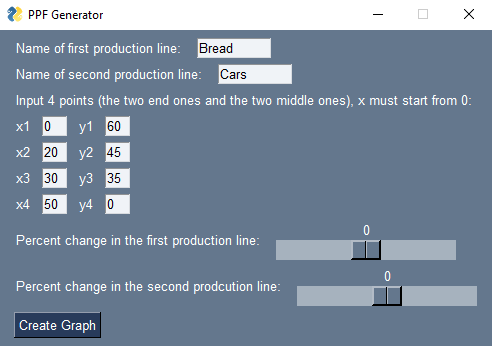 PPF Generator
Name of first production line: Bread
Name of second production line: Cars
Input 4 points (the two end ones and the two middle ones), x must start from 0:
x1 0 y1 60
x2 20 y2 45
x3 30 y3 35
x4 50 y4 0
0
Percent change in the first production line:
0
Percent change in the second prodcution line:
Create Graph